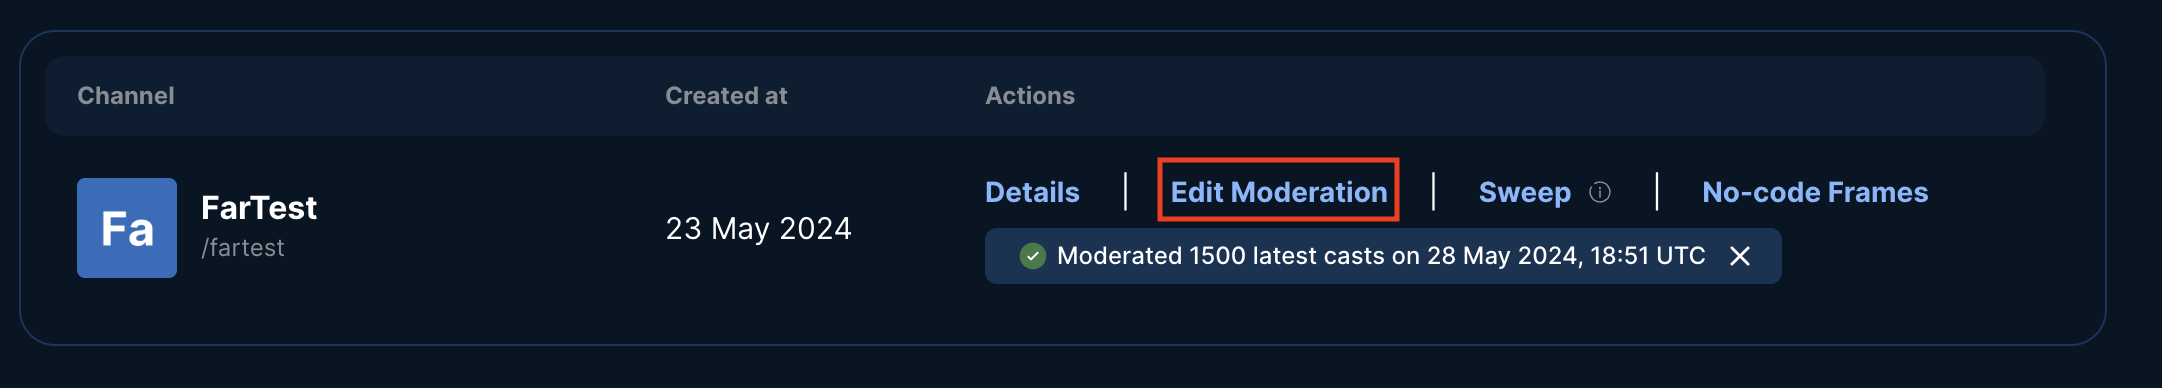 Channel Created at Actions
Fa
FarTest
/fartest
23 May 2024
Details | Edit Moderation | Sweep | No-code Frames
Moderated 1500 latest casts on 28 May 2024, 18:51 UTC